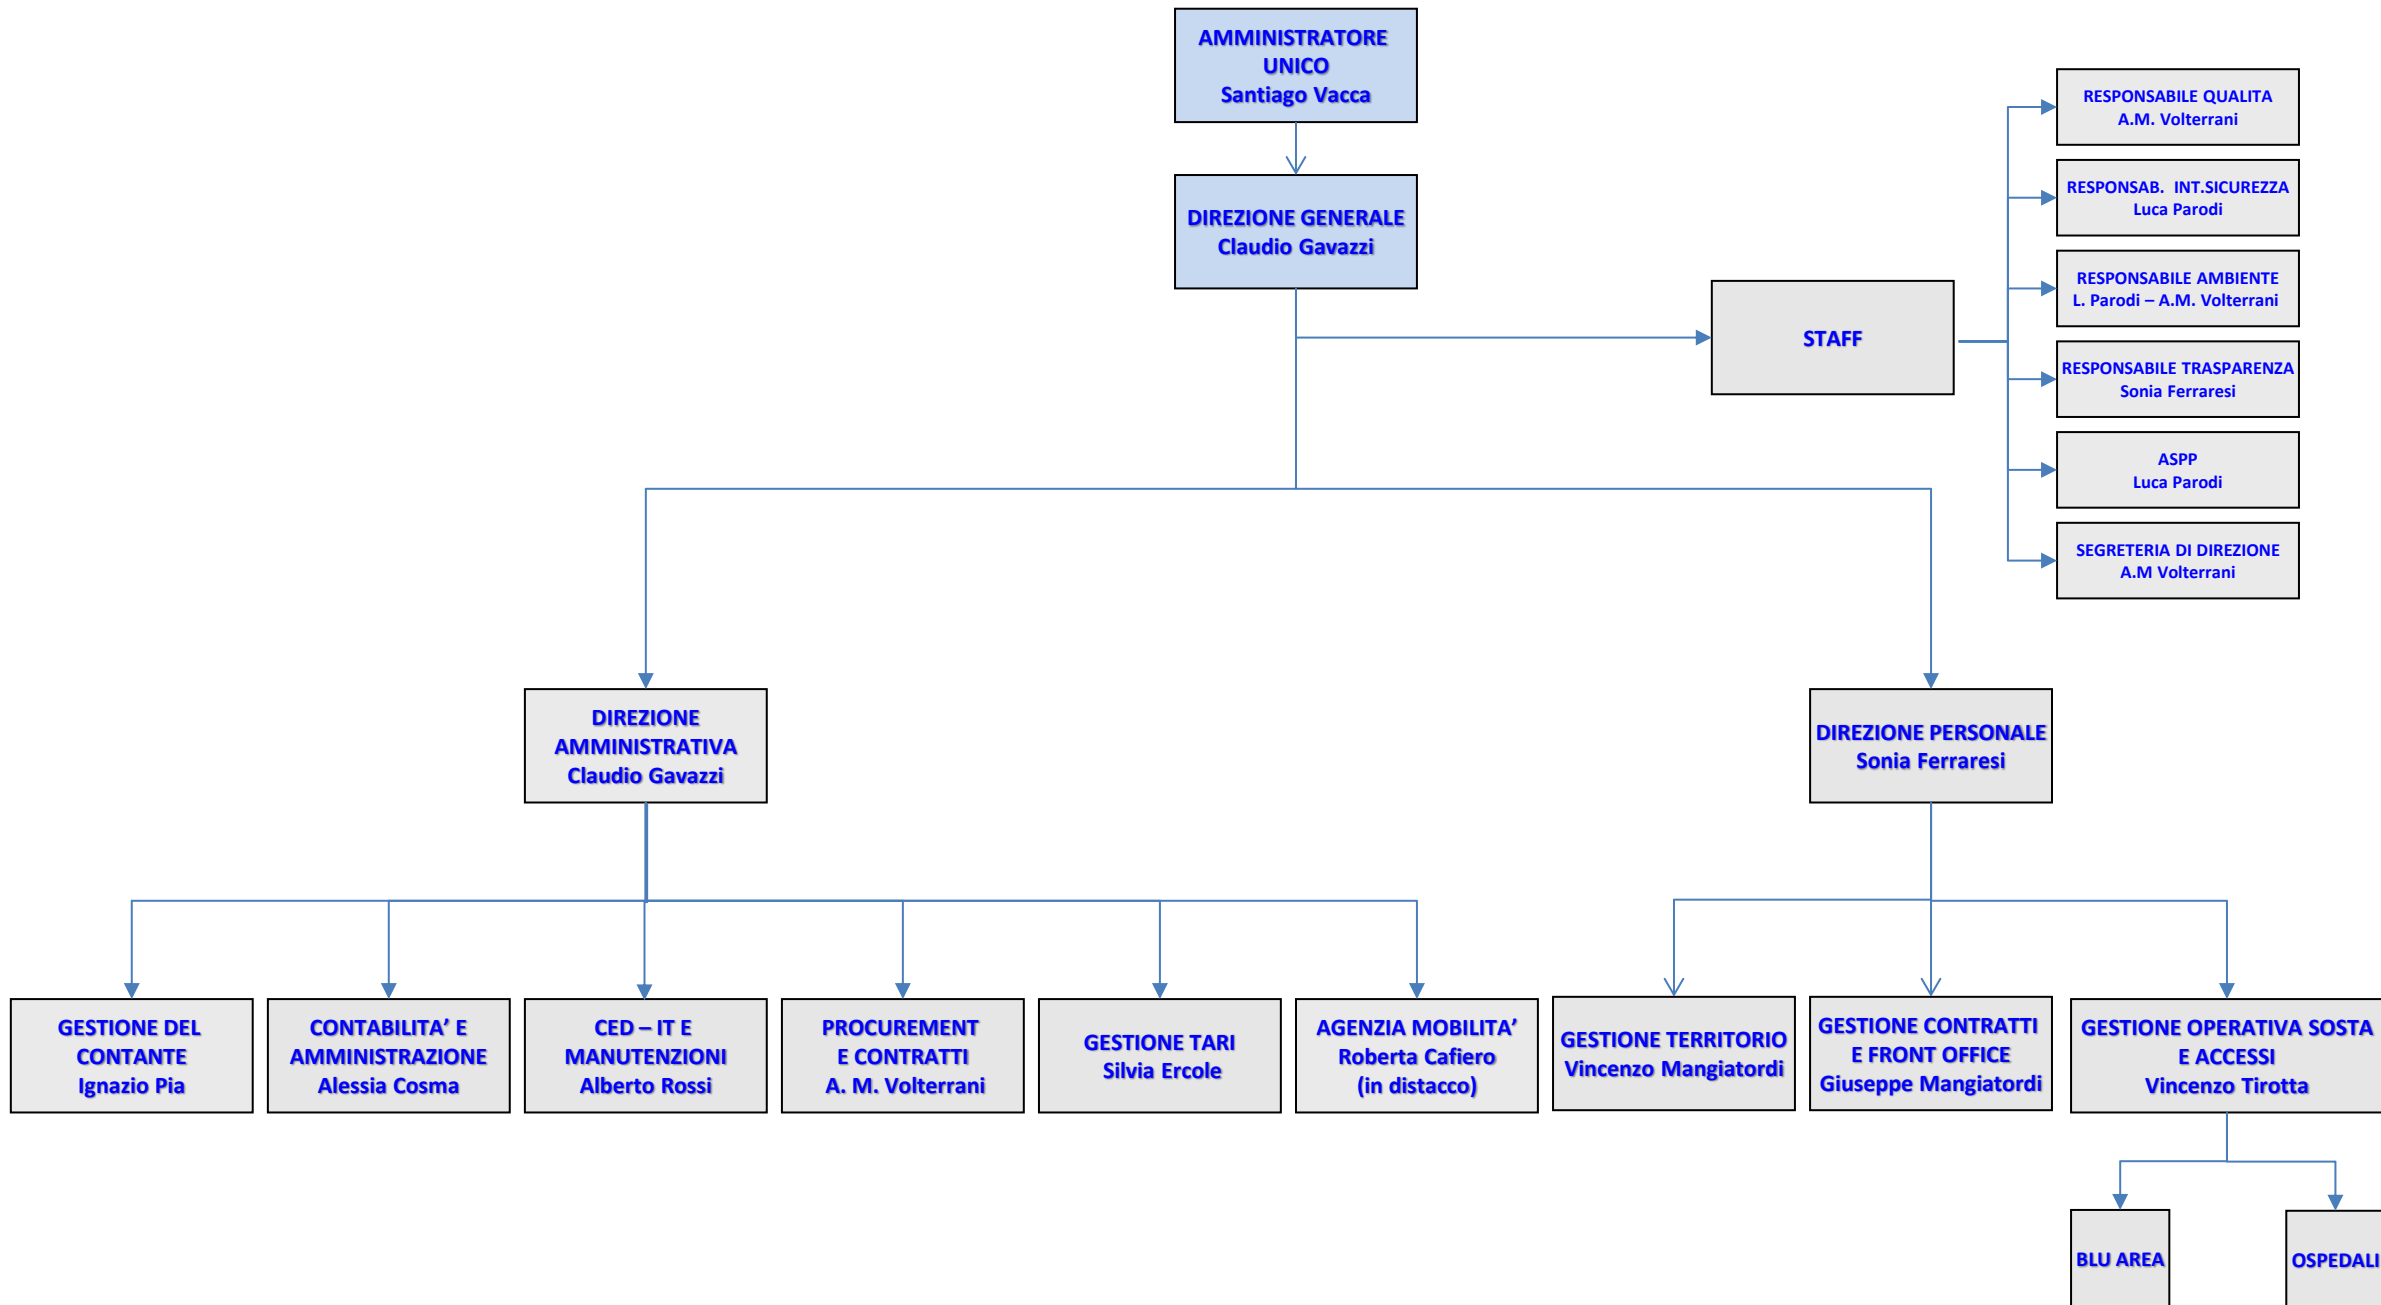 AMMINISTRATORE
UNICO
Santiago Vacca
DIREZIONE GENERALE
Claudio Gavazzi
STAFF
RESPONSABILE QUALITA
A.M. Volterrani
RESPONSAB. INT.SICUREZZA
Luca Parodi
RESPONSABILE AMBIENTE
L. Parodi – A.M. Volterrani
RESPONSABILE TRASPARENZA
Sonia Ferraresi
ASPP
Luca Parodi
SEGRETERIA DI DIREZIONE
A.M Volterrani
DIREZIONE
AMMINISTRATIVA
Claudio Gavazzi
DIREZIONE PERSONALE
Sonia Ferraresi
GESTIONE DEL
CONTANTE
Ignazio Pia
CONTABILITA’ E
AMMINISTRAZIONE
Alessia Cosma
CED – IT E
MANUTENZIONI
Alberto Rossi
PROCUREMENT
E CONTRATTI
A. M. Volterrani
GESTIONE TARI
Silvia Ercole
AGENZIA MOBILITA’
Roberta Cafiero
(in distacco)
GESTIONE TERRITORIO
Vincenzo Mangiatordi
GESTIONE CONTRATTI
E FRONT OFFICE
Giuseppe Mangiatordi
GESTIONE OPERATIVA SOSTA
E ACCESSI
Vincenzo Tirotta
BLU AREA
OSPEDALI